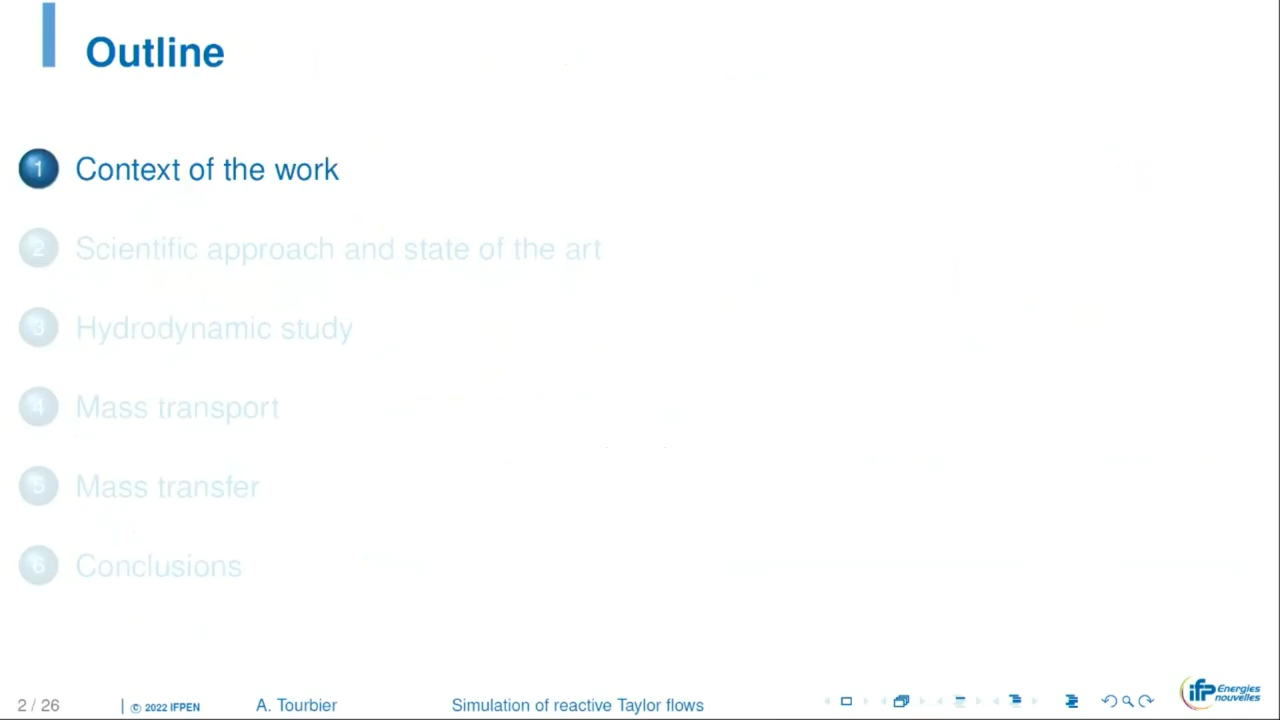 Outline
1 Context of the work
2 Scientific approach and state of the art
3 Hydrodynamic study
4 Mass transport
5 Mass transfer
6 Conclusions
2 / 26 | © 2022 IFPEN A. Tourbier Simulation of reactive Taylor flows
ifp Energies nouvelles